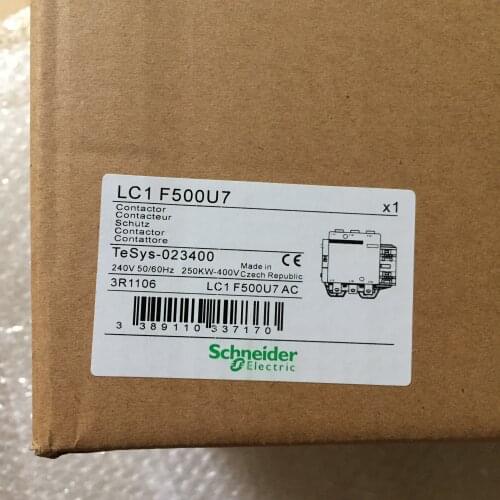 LC1 F500U7
x1
Contactor
Contacteur
Schutz
Contactor
Contattore
TeSys-023400
240V 50/60Hz 250KW-400V Made in Czech Republic
3R1106 LC1 F500U7 AC
3 389110 337170
Schneider
Electric